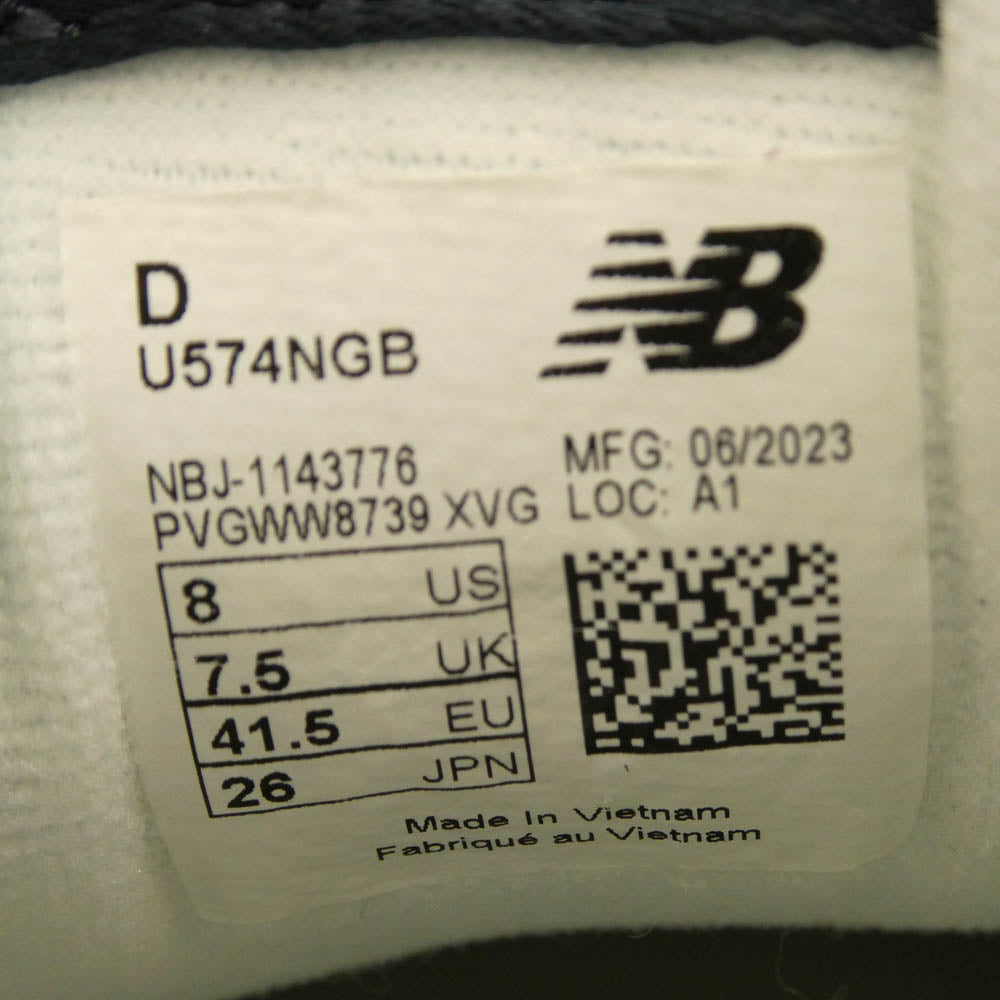 D
U574NGB
NB
NBJ-1143776
PVGWW8739 XVG
MFG: 06/2023
LOC: A1
8 US
7.5 UK
41.5 EU
26 JPN
Made In Vietnam
Fabriqué au Vietnam